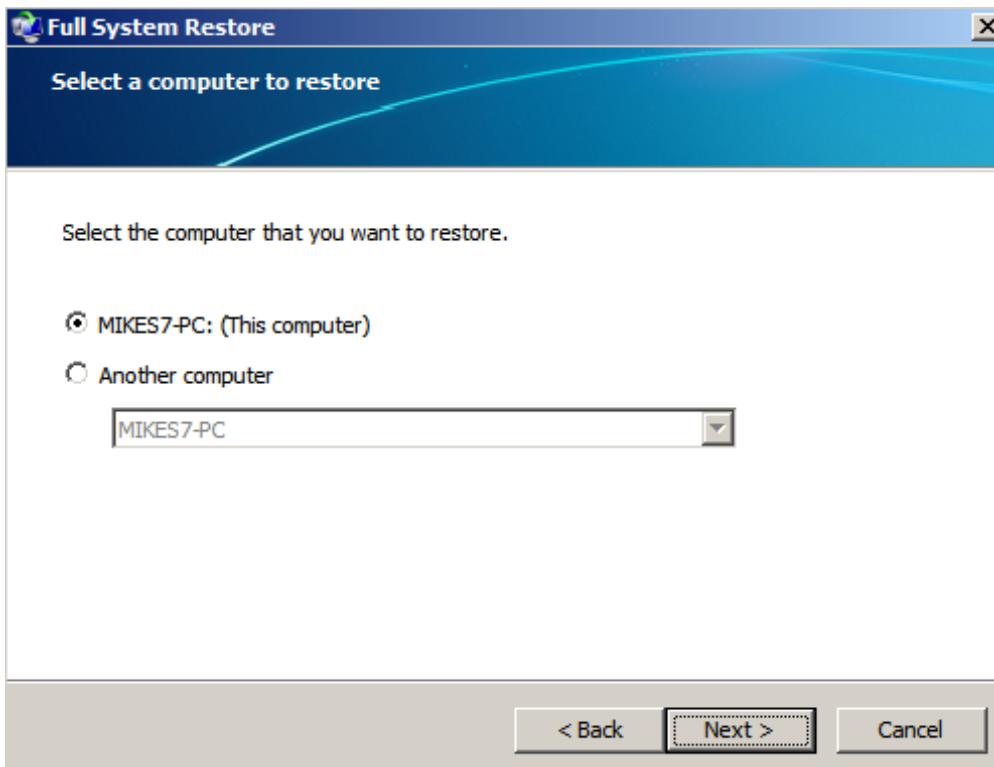 Full System Restore
Select a computer to restore
Select the computer that you want to restore.
MIKES7-PC: (This computer)
Another computer
MIKES7-PC
< Back Next > Cancel